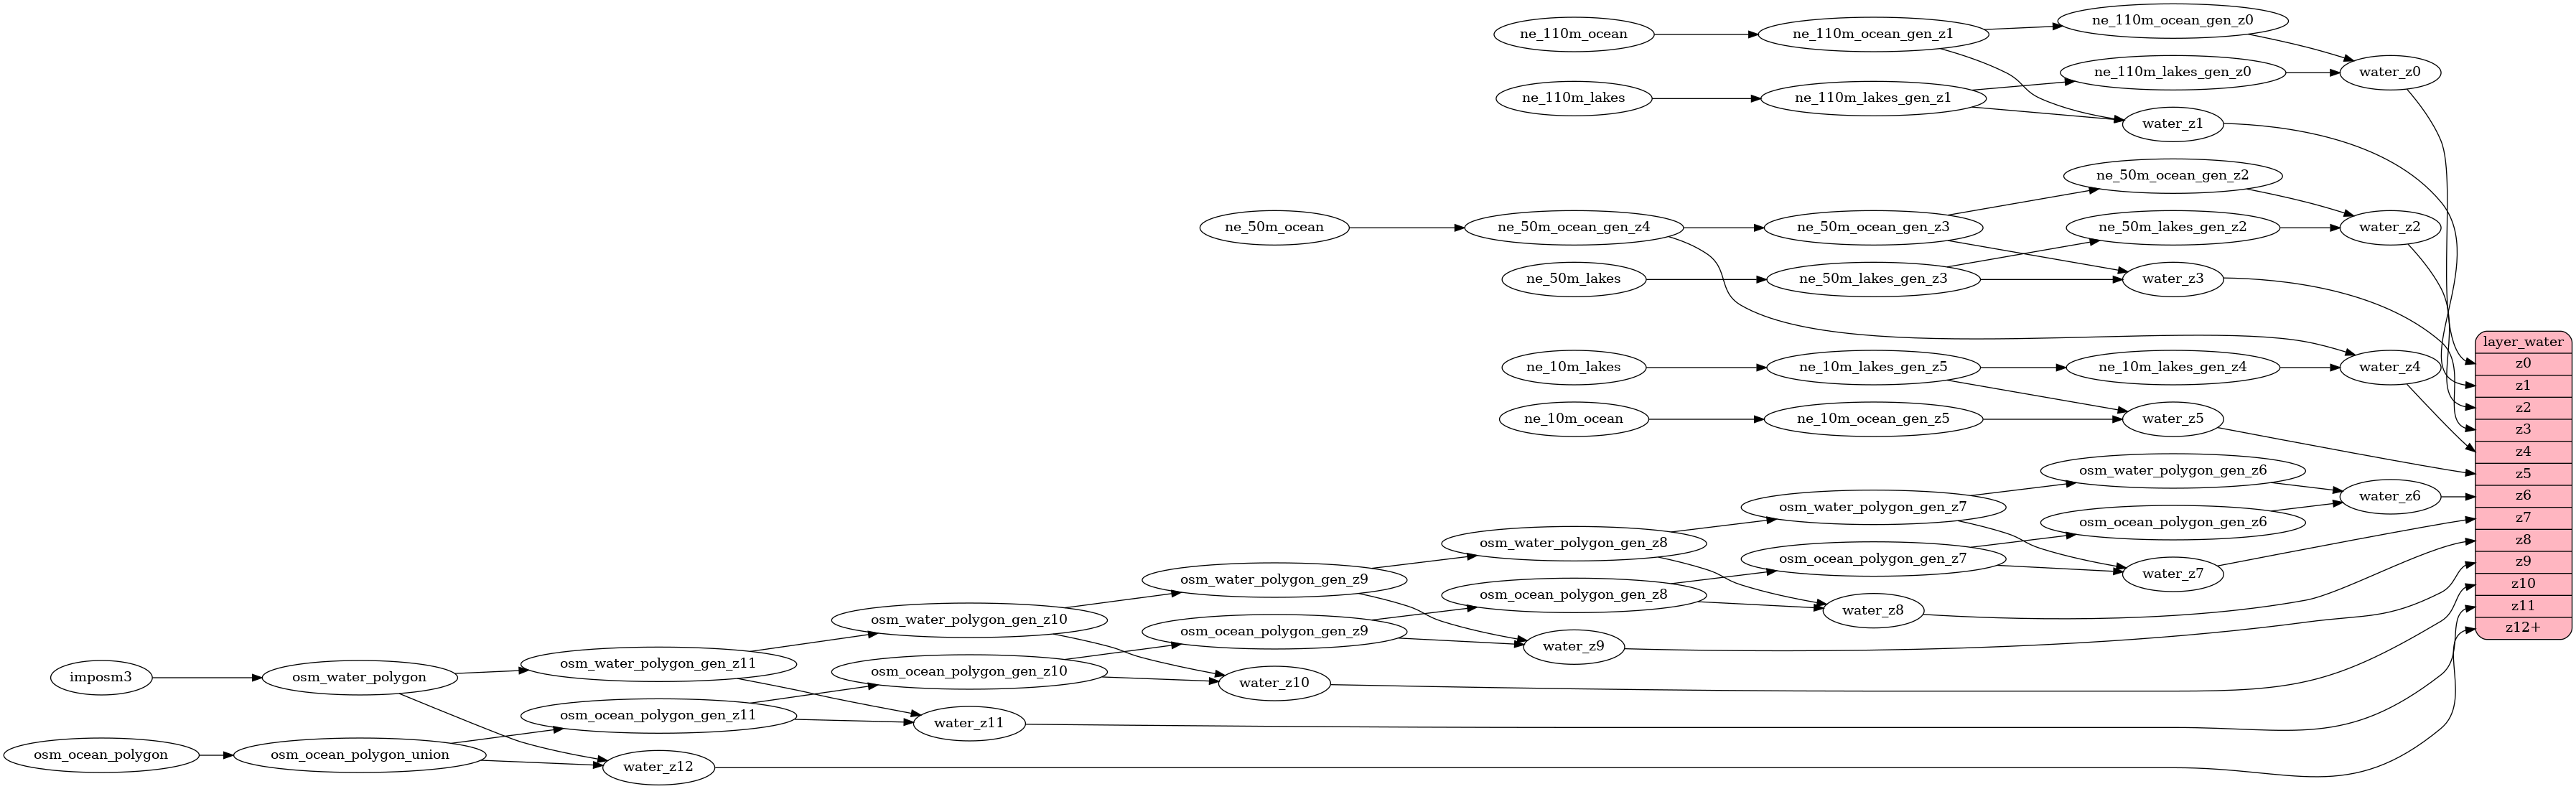 ne_110m_ocean
ne_110m_ocean_gen_z1
ne_110m_ocean_gen_z0
ne_110m_lakes
ne_110m_lakes_gen_z1
ne_110m_lakes_gen_z0
water_z0
water_z1
ne_50m_ocean
ne_50m_ocean_gen_z4
ne_50m_ocean_gen_z3
ne_50m_ocean_gen_z2
ne_50m_lakes
ne_50m_lakes_gen_z3
ne_50m_lakes_gen_z2
water_z2
water_z3
ne_10m_lakes
ne_10m_lakes_gen_z5
ne_10m_lakes_gen_z4
water_z4
ne_10m_ocean
ne_10m_ocean_gen_z5
water_z5
osm_water_polygon_gen_z6
osm_water_polygon_gen_z7
water_z6
osm_ocean_polygon_gen_z6
osm_water_polygon_gen_z8
osm_ocean_polygon_gen_z7
water_z7
osm_water_polygon_gen_z9
osm_ocean_polygon_gen_z8
water_z8
osm_water_polygon_gen_z10
osm_ocean_polygon_gen_z9
water_z9
imposm3
osm_water_polygon
osm_water_polygon_gen_z11
osm_ocean_polygon_gen_z10
water_z10
osm_ocean_polygon_gen_z11
water_z11
osm_ocean_polygon
osm_ocean_polygon_union
water_z12
layer_water
z0
z1
z2
z3
z4
z5
z6
z7
z8
z9
z10
z11
z12+